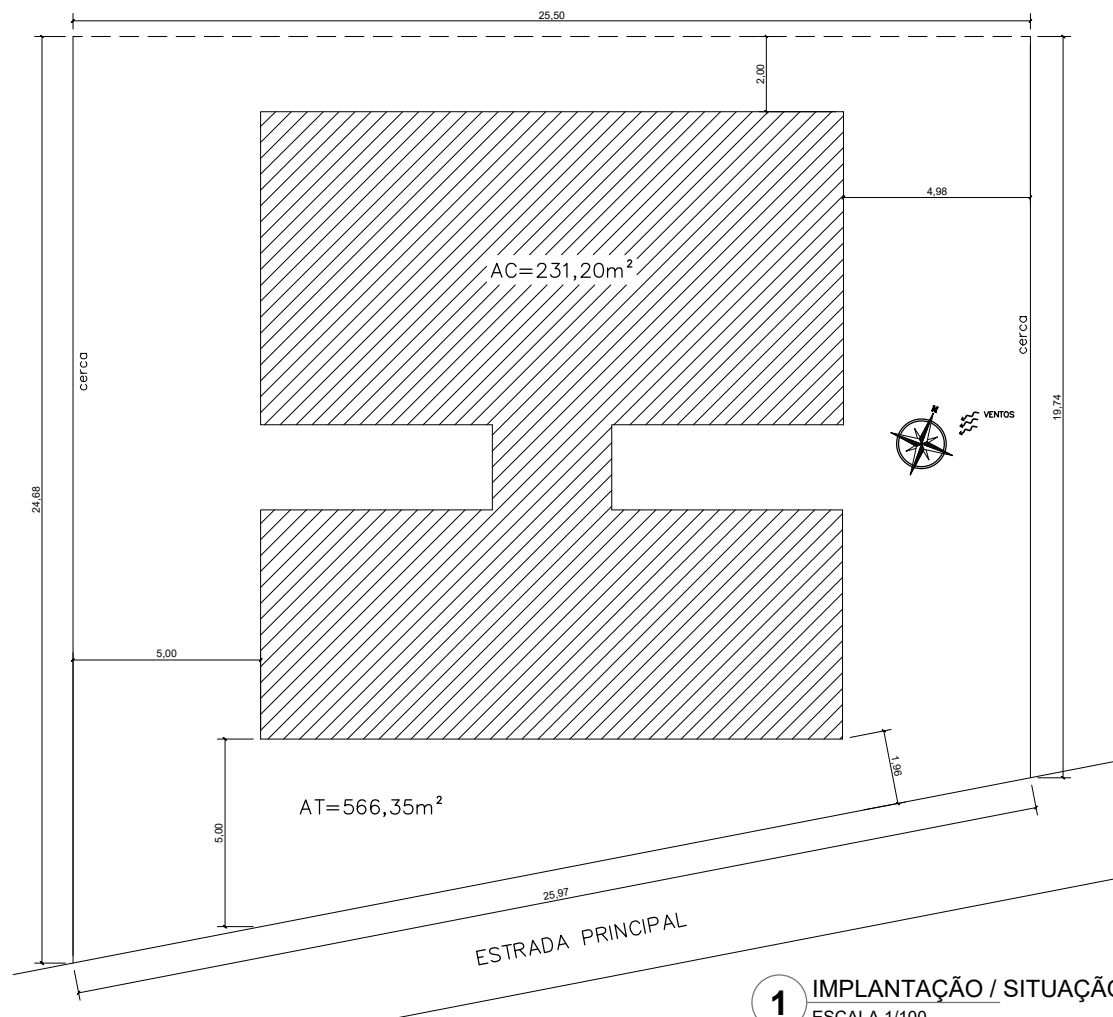 25,50
2,00
4,98
AC=231,20m²
cerca
cerca
N
VENTOS
19,74
24,68
5,00
1,96
AT=566,35m²
5,00
25,97
ESTRADA PRINCIPAL
1
IMPLANTAÇÃO / SITUAÇÃO
ESCALA 1/100